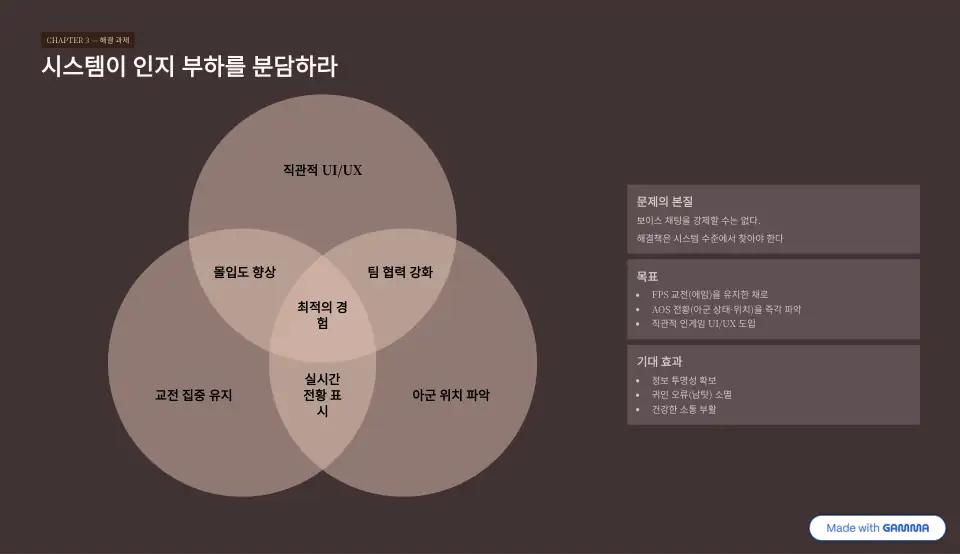 CHAPTER 3 — 해결 과제
시스템이 인지 부하를 분담하라
직관적 UI/UX
몰입도 향상
팀 협력 강화
최적의 경
험
교전 집중 유지
실시간
전황 표
시
아군 위치 파악
문제의 본질
보이스 채팅을 강제할 수는 없다.
해결책은 시스템 수준에서 찾아야 한다
목표
• FPS 교전(에임)을 유지한 채로
• AOS 전황(아군 상태·위치)을 즉각 파악
• 직관적 인게임 UI/UX 도입
기대 효과
• 정보 투명성 확보
• 귀인 오류(남탓) 소멸
• 건강한 소통 부활
Made with GAMMA